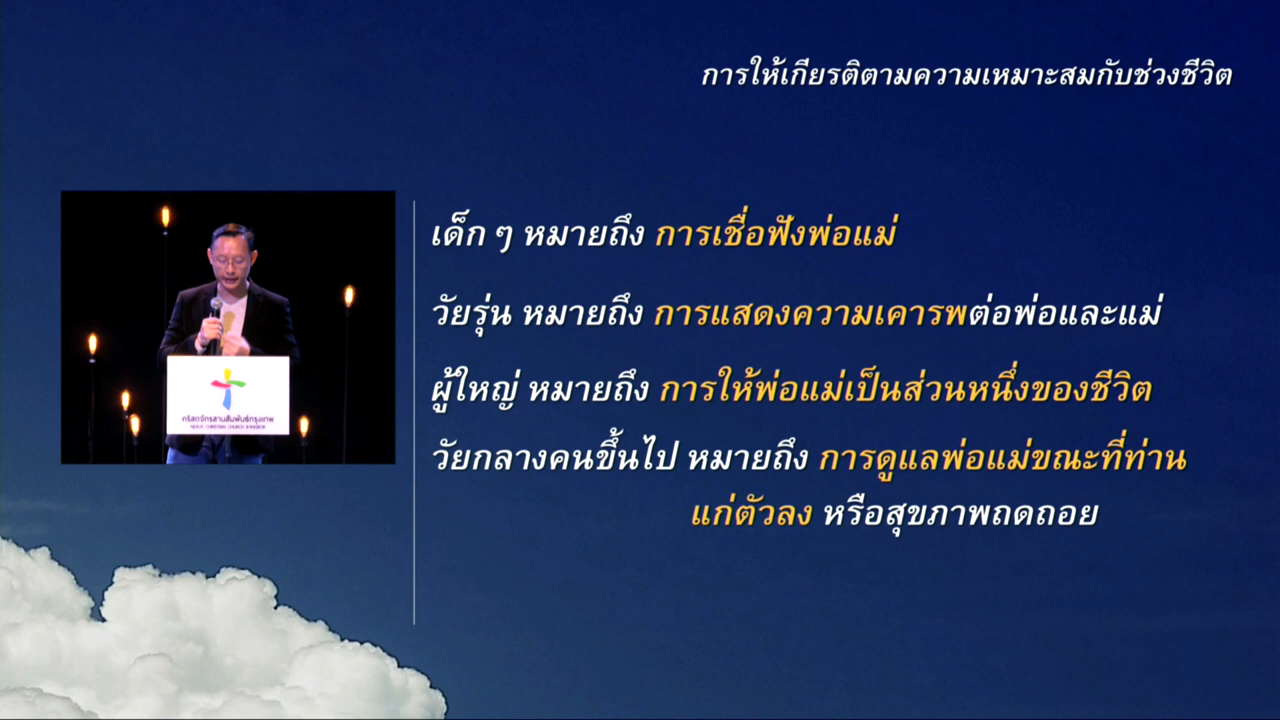 การให้เกียรติตามความเหมาะสมกับช่วงชีวิต
เด็ก ๆ หมายถึง การเชื่อฟังพ่อแม่
วัยรุ่น หมายถึง การแสดงความเคารพต่อพ่อและแม่
ผู้ใหญ่ หมายถึง การให้พ่อแม่เป็นส่วนหนึ่งของชีวิต
วัยกลางคนขึ้นไป หมายถึง การดูแลพ่อแม่ขณะที่ท่าน
แก่ตัวลง หรือสุขภาพถดถอย
คริสตจักรสานสัมพันธ์กรุงเทพ
NEXUS CHRISTIAN CHURCH BANGKOK